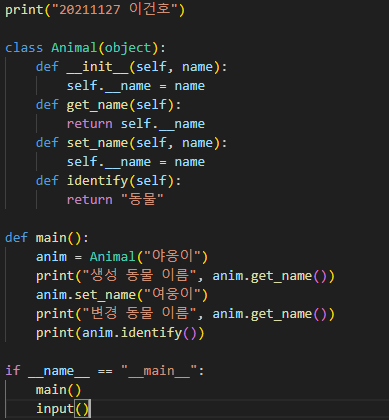 print("20211127 이건호")
class Animal(object):
def __init__(self, name):
self.__name = name
def get_name(self):
return self.__name
def set_name(self, name):
self.__name = name
def identify(self):
return "동물"
def main():
anim = Animal("야옹이")
print("생성 동물 이름", anim.get_name())
anim.set_name("여웅이")
print("변경 동물 이름", anim.get_name())
print(anim.identify())
if __name__ == "__main__":
main()
input()